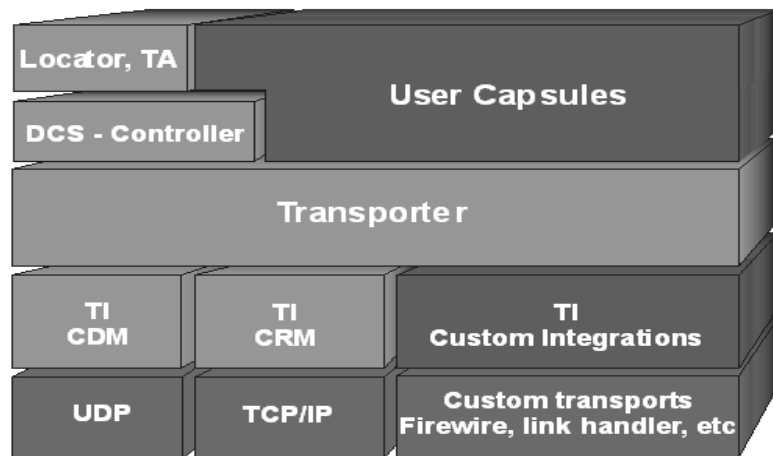 Locator, TA
User Capsules
DCS - Controller
Transporter
TI
CDM
TI
CRM
TI
Custom Integrations
UDP
TCP/IP
Custom transports
Firewire, link handler, etc